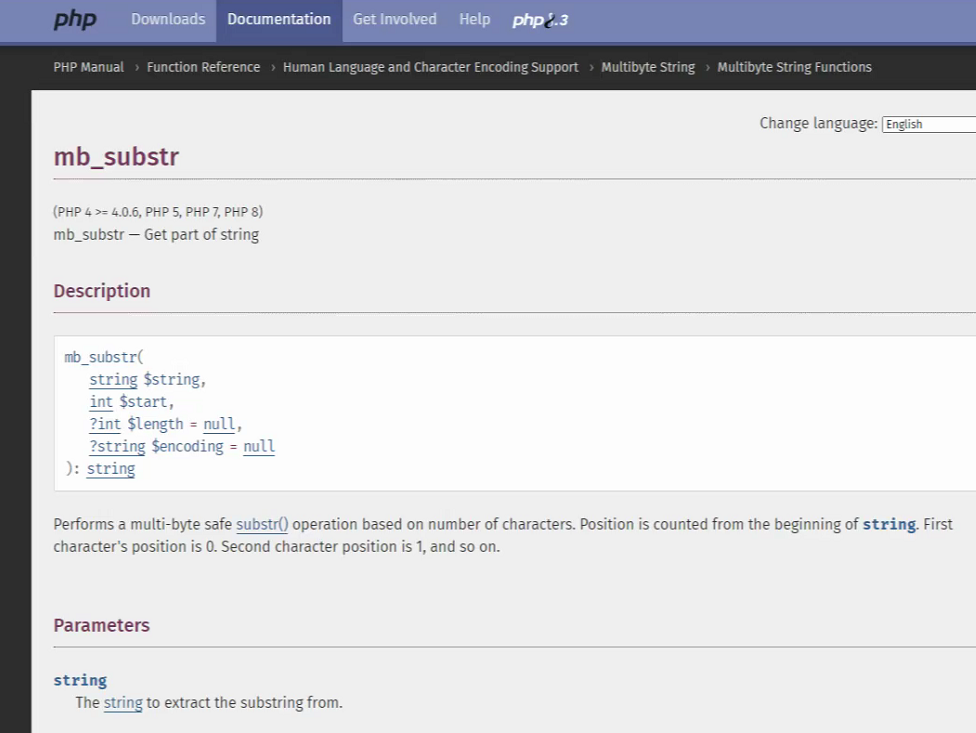 php Downloads Documentation Get Involved Help php8.3
PHP Manual › Function Reference › Human Language and Character Encoding Support › Multibyte String › Multibyte String Functions
Change language: English
mb_substr
(PHP 4 >= 4.0.6, PHP 5, PHP 7, PHP 8)
mb_substr — Get part of string
Description
mb_substr(
string $string,
int $start,
?int $length = null,
?string $encoding = null
): string
Performs a multi-byte safe substr() operation based on number of characters. Position is counted from the beginning of string. First
character's position is 0. Second character position is 1, and so on.
Parameters
string
The string to extract the substring from.